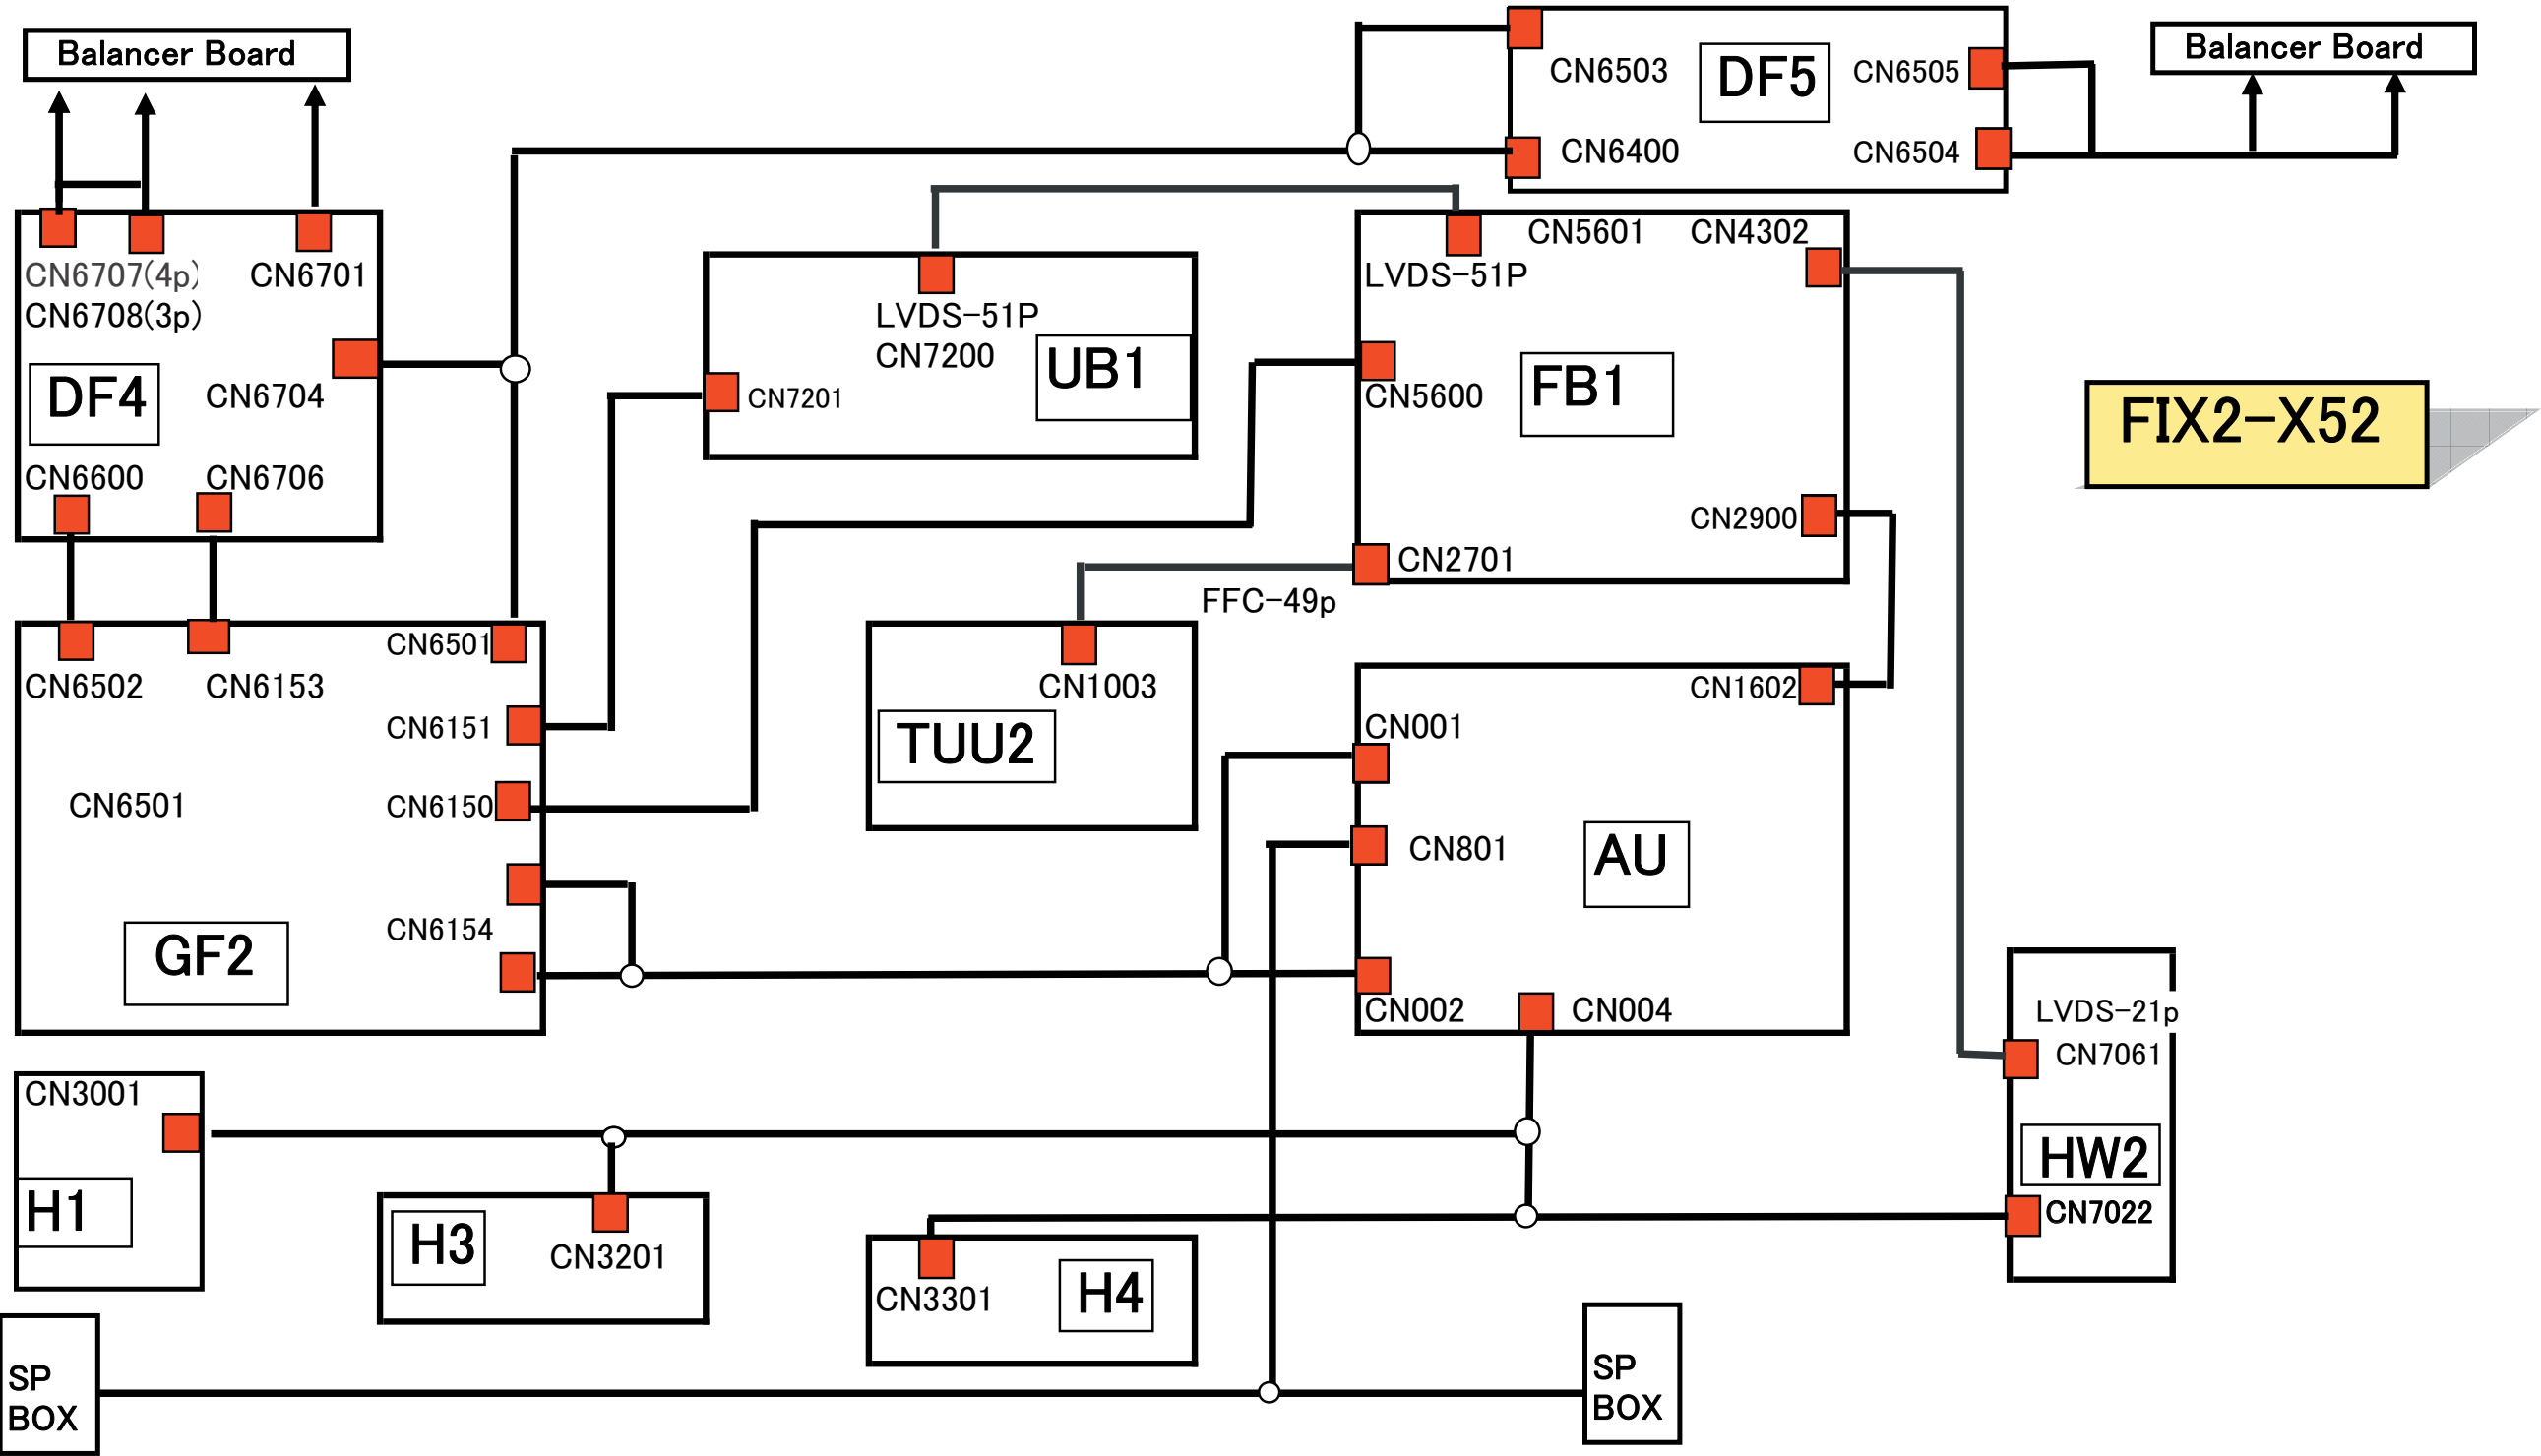 Balancer Board
CN6503
DF5
CN6505
Balancer Board
CN6400
CN6504
CN6707(4p)
CN6701
CN6708(3p)
CN6704
DF4
CN6600
CN6706
LVDS-51P
CN7200
UB1
CN7201
CN5601
CN4302
LVDS-51P
CN5600
FB1
CN2900
CN2701
FFC-49p
FIX2-X52
CN6501
CN6502
CN6153
CN6151
CN6501
CN6150
CN6154
GF2
CN1003
TUU2
CN1602
CN001
CN801
AU
CN002
CN004
LVDS-21p
CN7061
HW2
CN7022
CN3001
H1
H3
CN3201
CN3301
H4
SP
BOX
SP
BOX